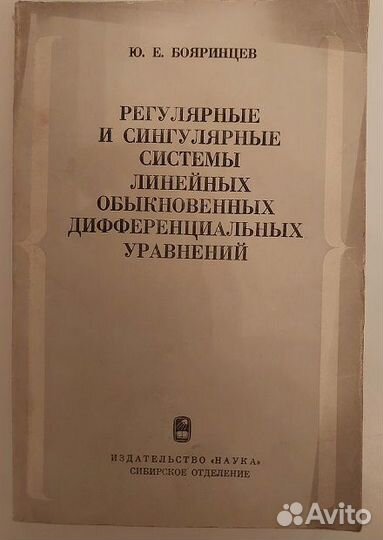 Ю. Е. БОЯРИНЦЕВ
РЕГУЛЯРНЫЕ
И СИНГУЛЯРНЫЕ
СИСТЕМЫ
ЛИНЕЙНЫХ
ОБЫКНОВЕННЫХ
ДИФФЕРЕНЦИАЛЬНЫХ
УРАВНЕНИЙ
ИЗДАТЕЛЬСТВО «НАУКА»
СИБИРСКОЕ ОТДЕЛЕНИЕ
Avito